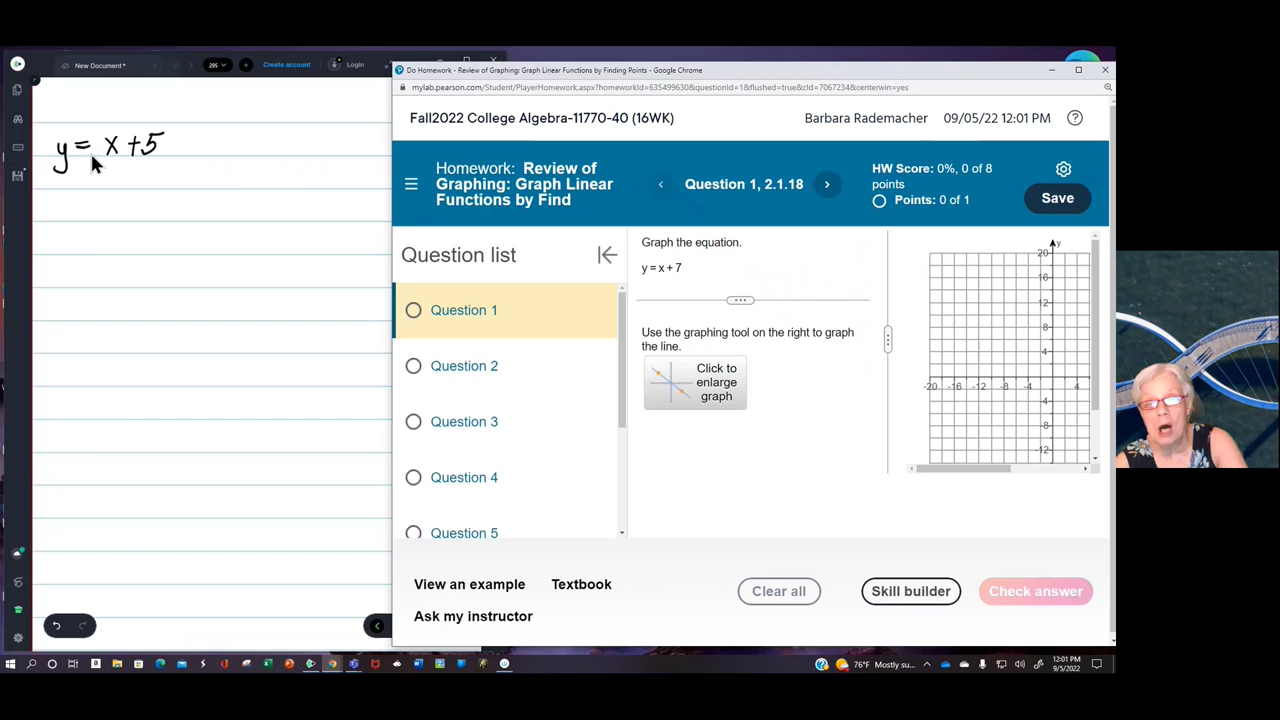 New Document*
295
Create account
Login
y = x + 5
Do Homework - Review of Graphing: Graph Linear Functions by Finding Points - Google Chrome
mylab.pearson.com/Student/PlayerHomework.aspx?homeworkId=635499630&questionId=1&flushed=true&cId=7067234&centerwin=yes
Fall2022 College Algebra-11770-40 (16WK)
Barbara Rademacher
09/05/22 12:01 PM
?
Homework: Review of
Graphing: Graph Linear
Functions by Find
Question 1, 2.1.18
HW Score: 0%, 0 of 8
points
Points: 0 of 1
Save
Question list
Question 1
Question 2
Question 3
Question 4
Question 5
Graph the equation.
y = x + 7
Use the graphing tool on the right to graph
the line.
Click to
enlarge
graph
y
20
16
12
8
4
-20 -16 -12 -8 -4 4
-4
-8
-12
View an example
Textbook
Ask my instructor
Clear all
Skill builder
Check answer
76°F Mostly su...
12:01 PM
9/5/2022